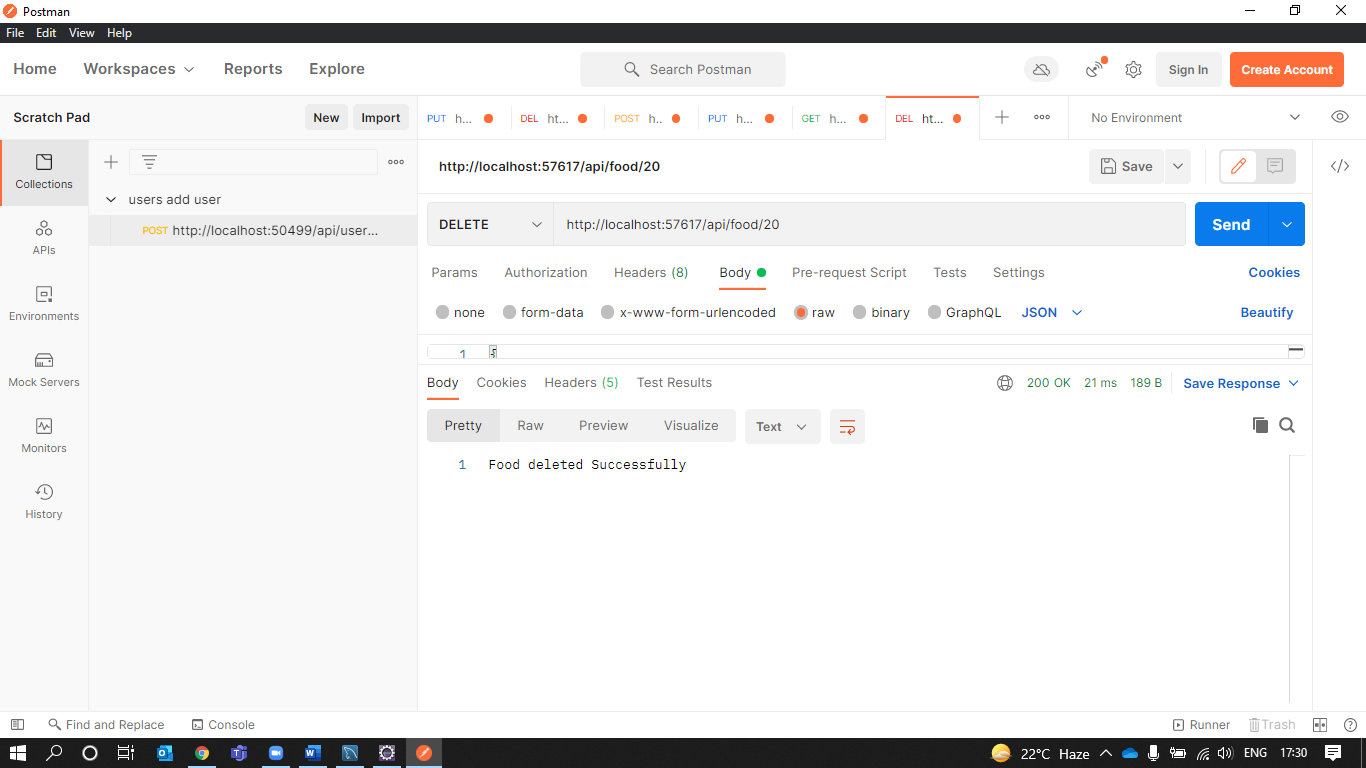 Postman
File Edit View Help
Home Workspaces Reports Explore Search Postman Sign In Create Account
Scratch Pad New Import
PUT h... DEL ht... POST h.. PUT h... GET h... DEL ht... No Environment
http://localhost:57617/api/food/20 Save
Collections
APIs
Environments
Mock Servers
Monitors
History
users add user
POST http://localhost:50499/api/user...
DELETE http://localhost:57617/api/food/20 Send
Params Authorization Headers (8) Body Pre-request Script Tests Settings Cookies
none form-data x-www-form-urlencoded raw binary GraphQL JSON Beautify
1 {
Body Cookies Headers (5) Test Results 200 OK 21 ms 189 B Save Response
Pretty Raw Preview Visualize Text
1 Food deleted Successfully
Find and Replace Console Runner Trash
22°C Haze ENG 17:30